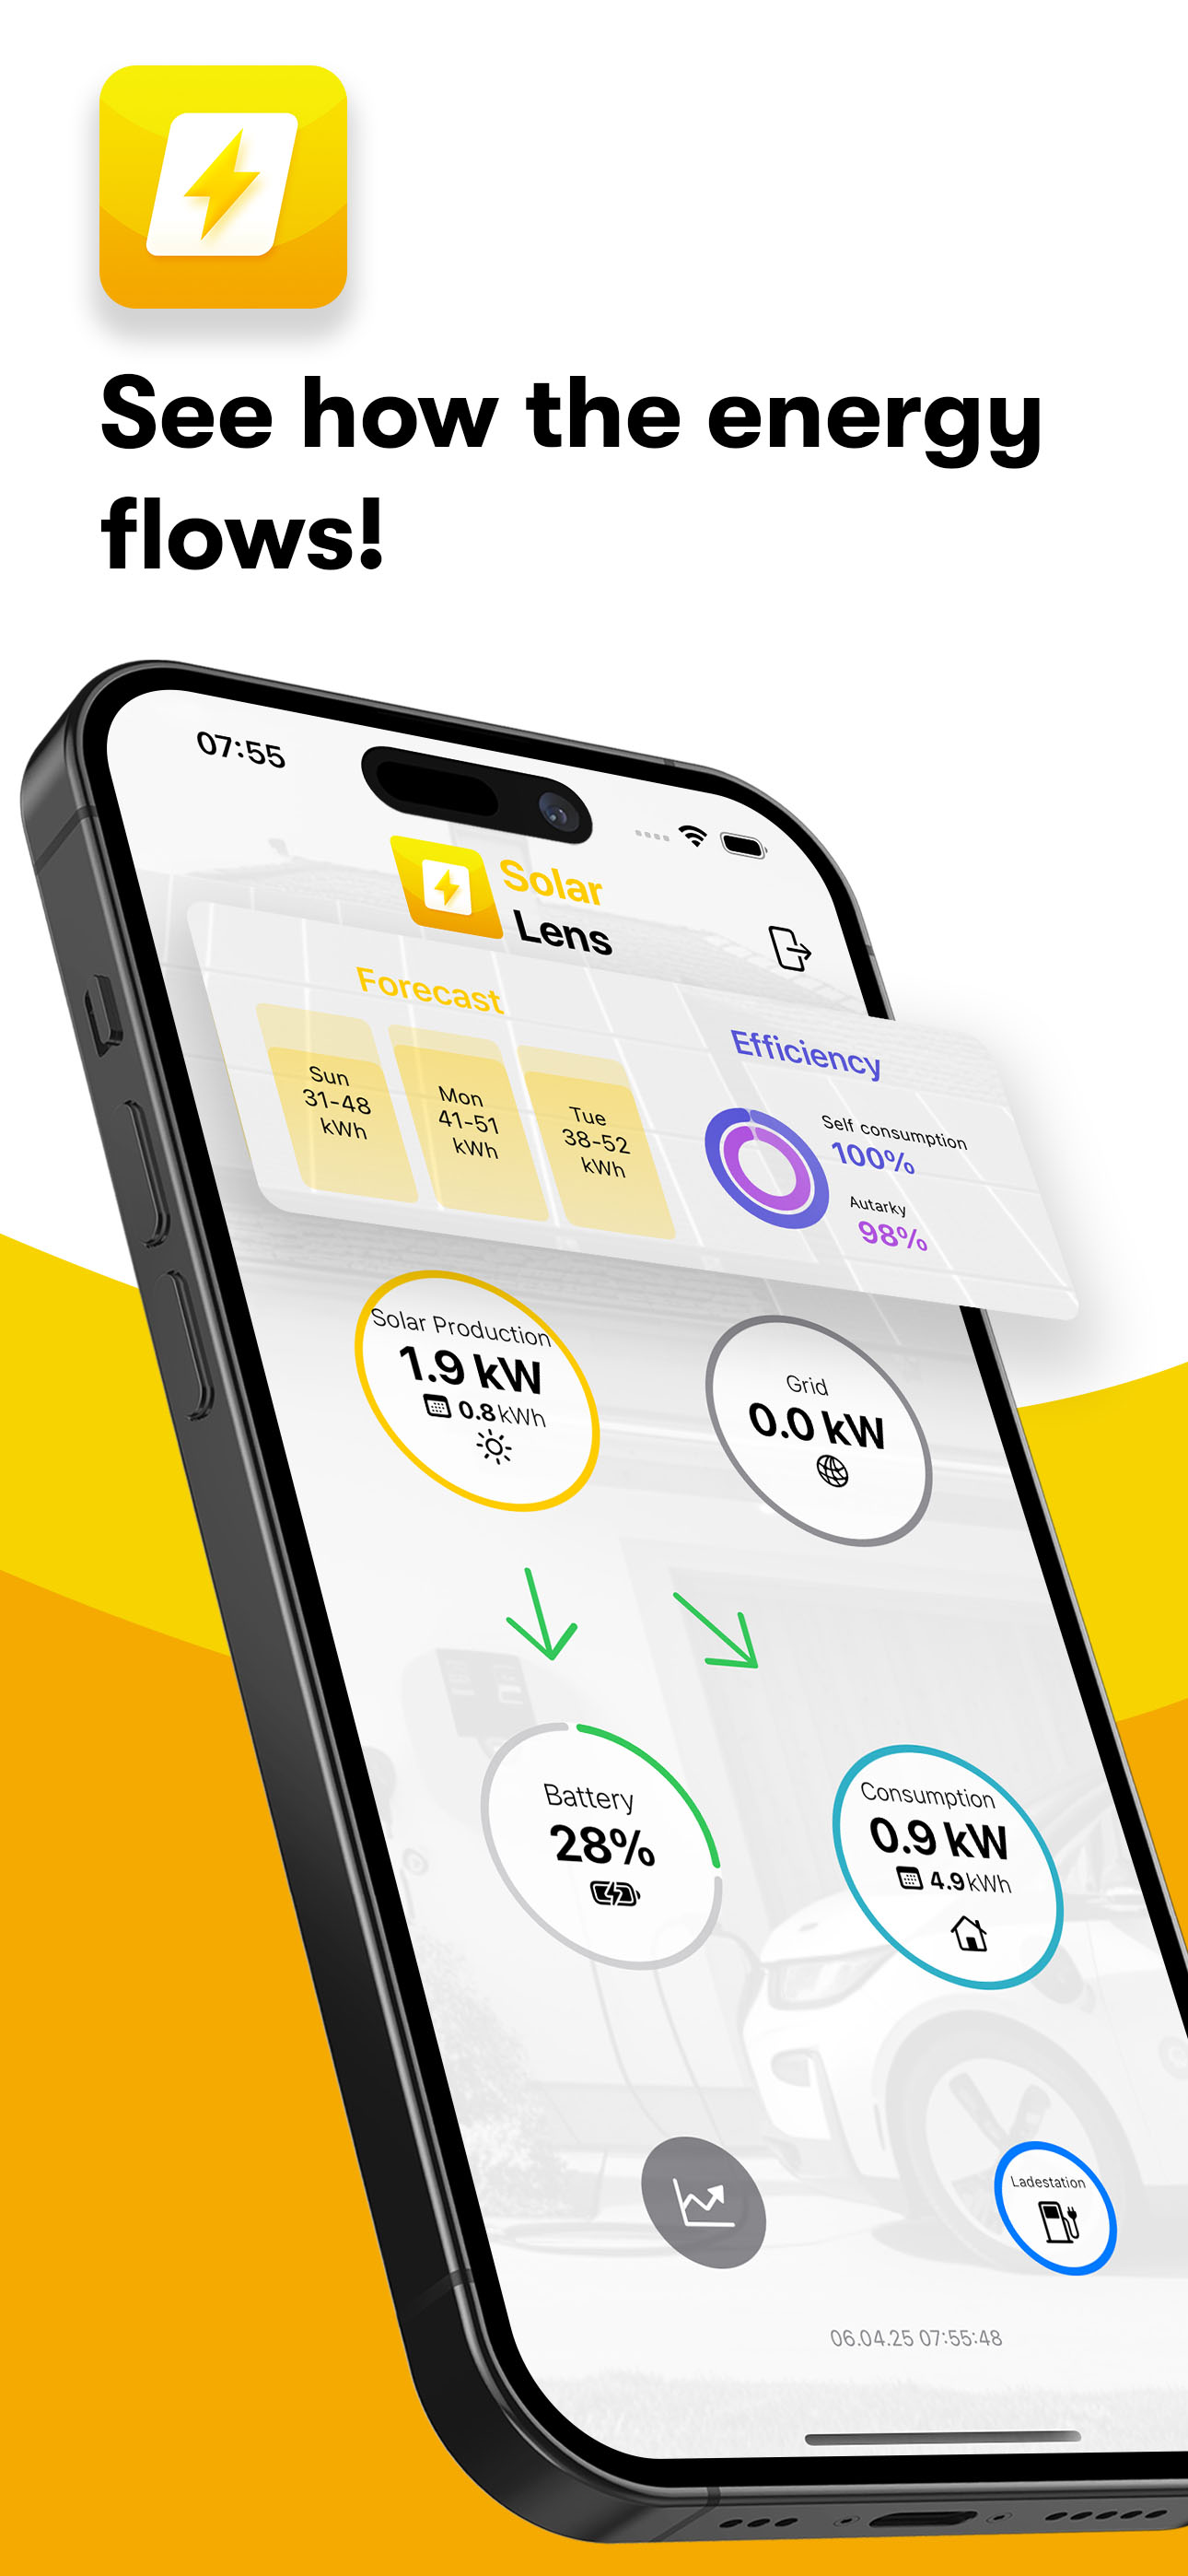 See how the energy
flows!
07:55
Solar
Lens
Forecast
Sun
31-48
kWh
Mon
41-51
kWh
Tue
38-52
kWh
Efficiency
Self consumption
100%
Autarky
98%
Solar Production
1.9 kW
0.8 kWh
Grid
0.0 kW
Battery
28%
Consumption
0.9 kW
4.9 kWh
Ladestation
06.04.25 07:55:48